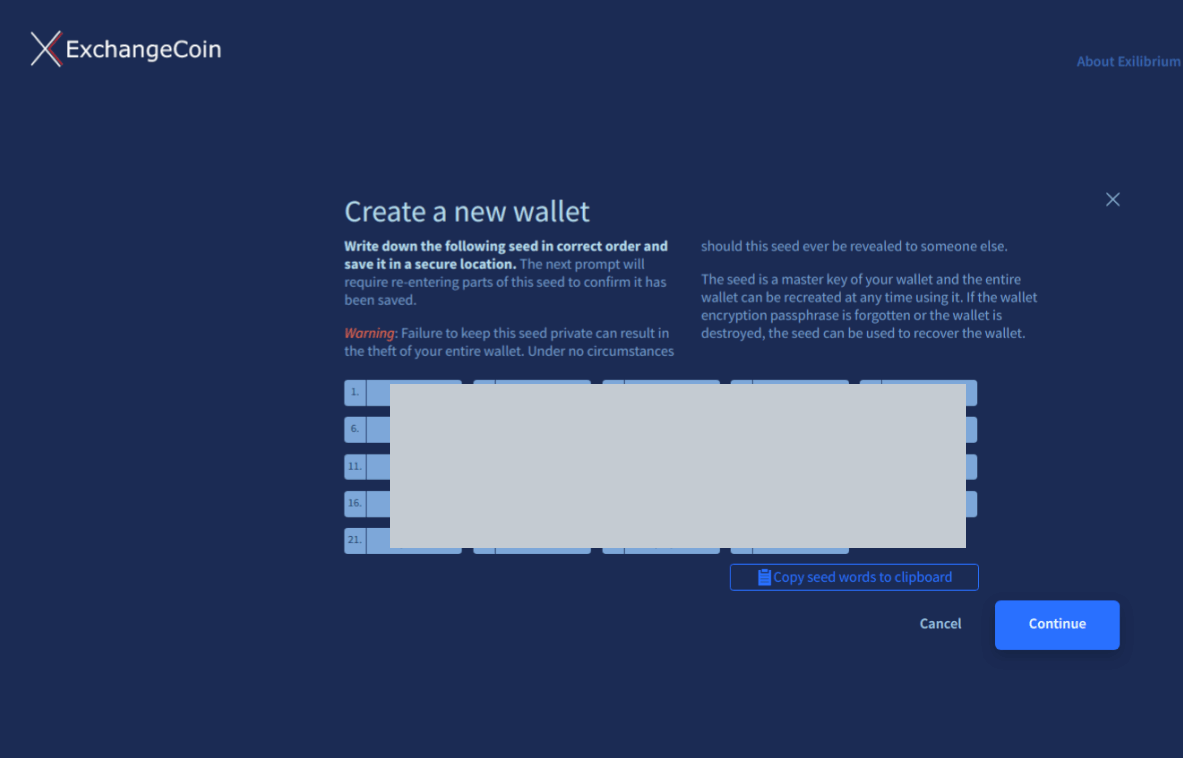 ExchangeCoin
About Exilibrium
Create a new wallet
Write down the following seed in correct order and
save it in a secure location. The next prompt will
require re-entering parts of this seed to confirm it has
been saved.
Warning: Failure to keep this seed private can result in
the theft of your entire wallet. Under no circumstances
should this seed ever be revealed to someone else.
The seed is a master key of your wallet and the entire
wallet can be recreated at any time using it. If the wallet
encryption passphrase is forgotten or the wallet is
destroyed, the seed can be used to recover the wallet.
1.
6.
11.
16.
21.
Copy seed words to clipboard
Cancel
Continue